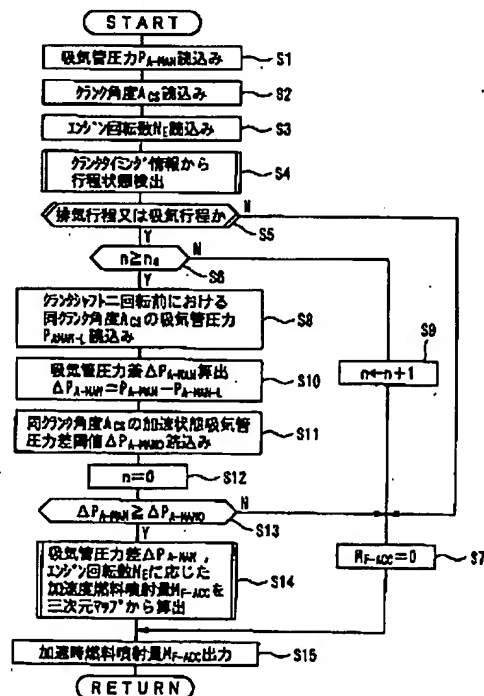 START
吸気管圧力PA-MAN読込み
S1
クランク角度ACS読込み
S2
エンジン回転数NE読込み
S3
クランクタイミング情報から
行程状態検出
S4
排気行程又は吸気行程か
N
S5
Y
n≧n0
N
S6
Y
クランクシャフト二回転前における
同クランク角度ACSの吸気管圧力
PAMAN-L読込み
S8
S9
n←n+1
吸気管圧力差ΔPA-MAN算出
ΔPA-MAN=PA-MAN-PA-MAN-L
S10
同クランク角度ACSの加速状態吸気管
圧力差閾値ΔPA-MAN0読込み
S11
n=0
S12
ΔPA-MAN≧ΔPA-MAN0
N
S13
Y
吸気管圧力差ΔPA-MAN,
エンジン回転数NEに応じた
加速度燃料噴射量MF-ACCを
三次元マップから算出
S14
MF-ACC=0
S7
加速時燃料噴射量MF-ACC出力
S15
RETURN